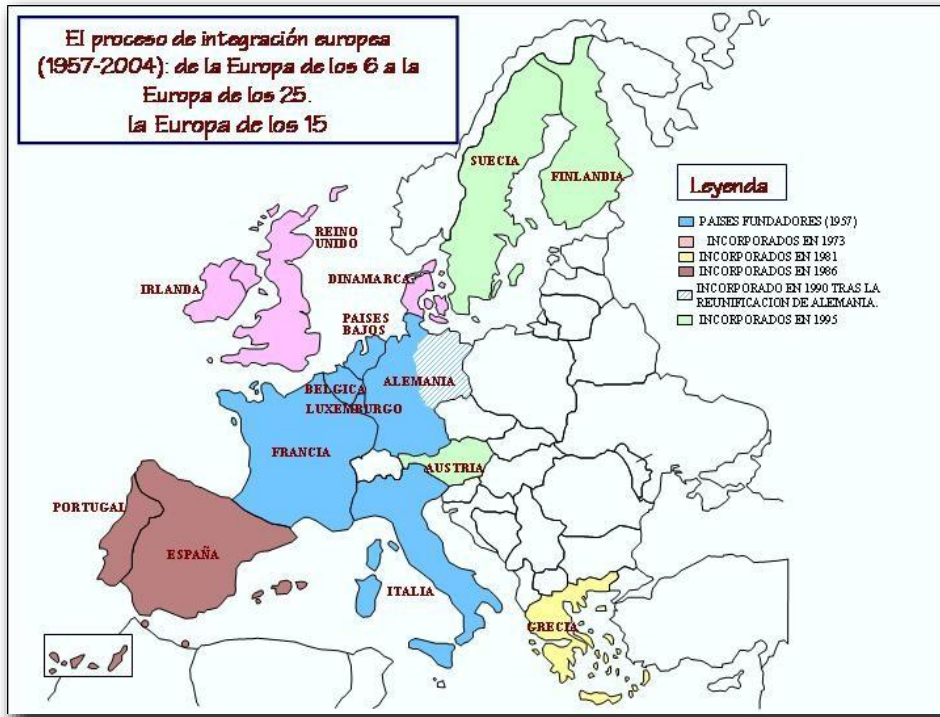 El proceso de integración europea
(1957-2004): de la Europa de los 6 a la
Europa de los 25.
la Europa de los 15
SUECIA
FINLANDIA
Leyenda
PAISES FUNDADORES (1957)
INCORPORADOS EN 1973
INCORPORADOS EN 1981
INCORPORADOS EN 1986
INCORPORADO EN 1990 TRAS LA
REUNIFICACION DE ALEMANIA.
INCORPORADOS EN 1995
REINO
UNIDO
IRLANDA
DINAMARCA
PAISES
BAJOS
BELGICA
ALEMANIA
LUXEMBURGO
FRANCIA
AUSTRIA
PORTUGAL
ESPAÑA
ITALIA
GRECIA